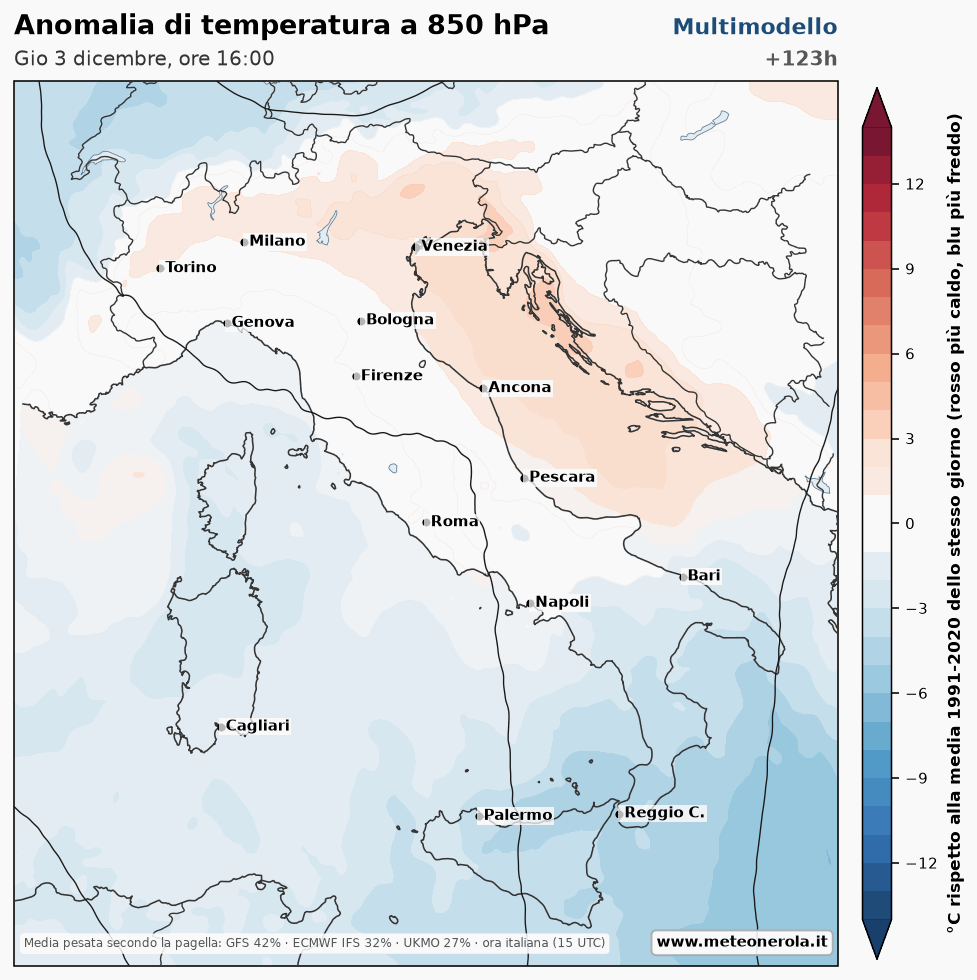 Anomalia di temperatura a 850 hPa
Multimodello
Gio 3 dicembre, ore 16:00
+123h
Milano
Venezia
Torino
Genova
Bologna
Firenze
Ancona
Pescara
Roma
Bari
Napoli
Cagliari
Palermo
Reggio C.
12
9
6
3
0
−3
−6
−9
−12
°C rispetto alla media 1991-2020 dello stesso giorno (rosso più caldo, blu più freddo)
Media pesata secondo la pagella: GFS 42% · ECMWF IFS 32% · UKMO 27% · ora italiana (15 UTC)
www.meteonerola.it